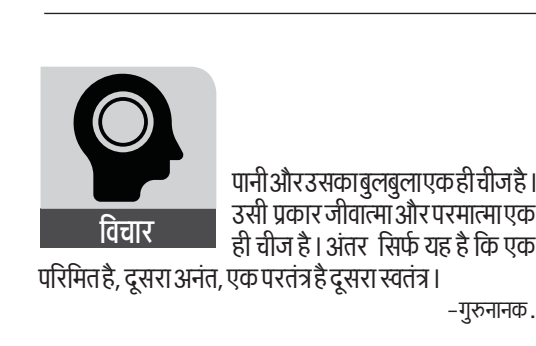 विचार
पानी और उसका बुलबुला एक ही चीज है।
उसी प्रकार जीवात्मा और परमात्मा एक
ही चीज है। अंतर सिर्फ यह है कि एक
परिमित है, दूसरा अनंत, एक परतंत्र है दूसरा स्वतंत्र।
-गुरुनानक.